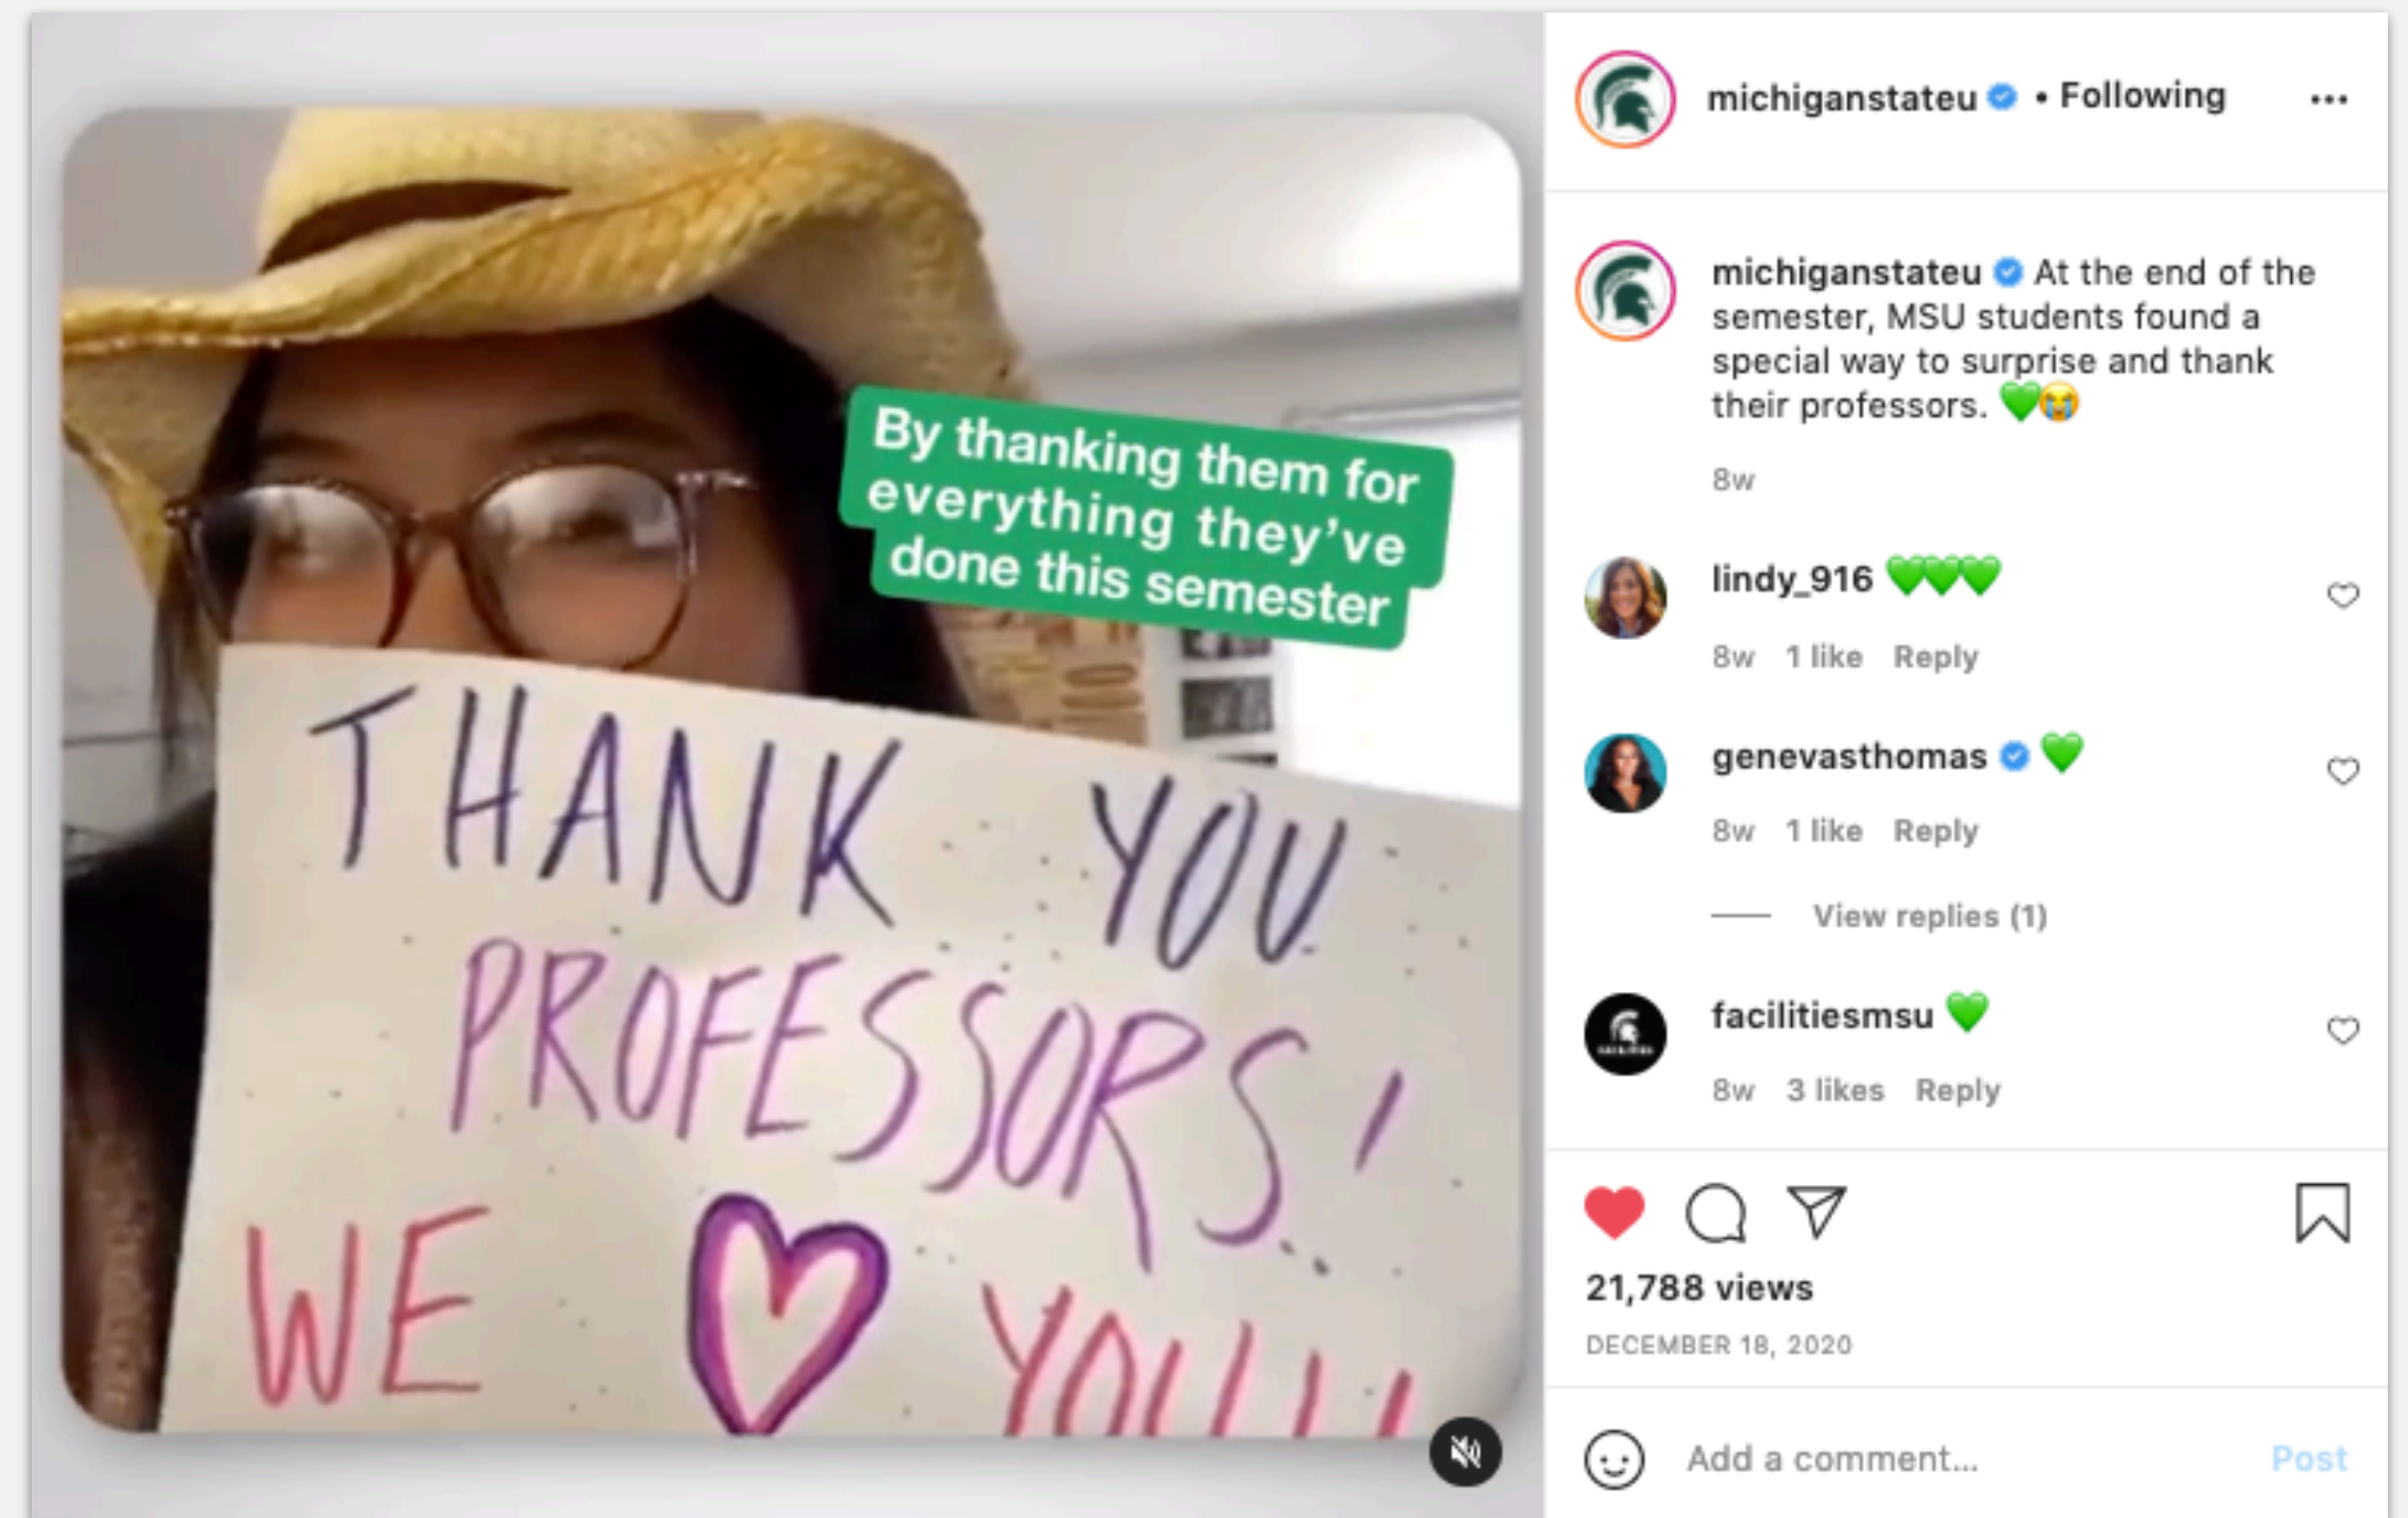 By thanking them for
everything they've
done this semester
THANK YOU
PROFESSORS!
WE ♡ YOU!!
michiganstateu • Following
michiganstateu At the end of the
semester, MSU students found a
special way to surprise and thank
their professors. 💚😭
8w
lindy_916 💚💚💚
8w 1 like Reply
genevasthomas 💚
8w 1 like Reply
View replies (1)
facilitiesmsu 💚
8w 3 likes Reply
21,788 views
DECEMBER 18, 2020
Add a comment... Post